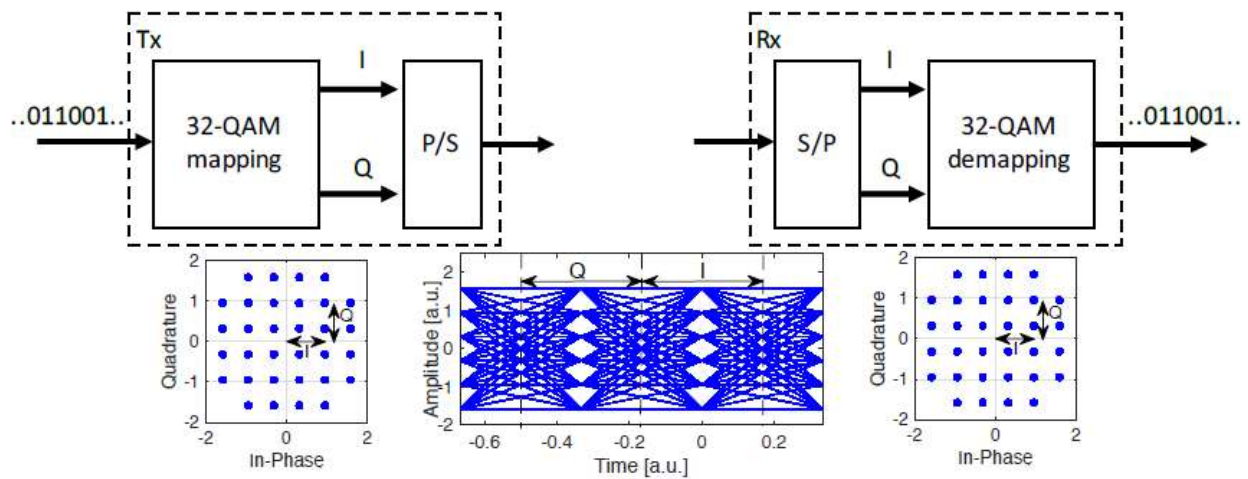 Tx
Rx
..011001..
32-QAM
mapping
I
Q
P/S
S/P
I
Q
32-QAM
demapping
..011001..
2
1
0
-1
-2
Quadrature
Q
I
-2
0
2
In-Phase
2
1
0
-1
-2
Amplitude [a.u.]
Q
I
-0.6
-0.4
-0.2
0
0.2
Time [a.u.]
2
1
0
-1
-2
Quadrature
Q
I
-2
0
2
In-Phase